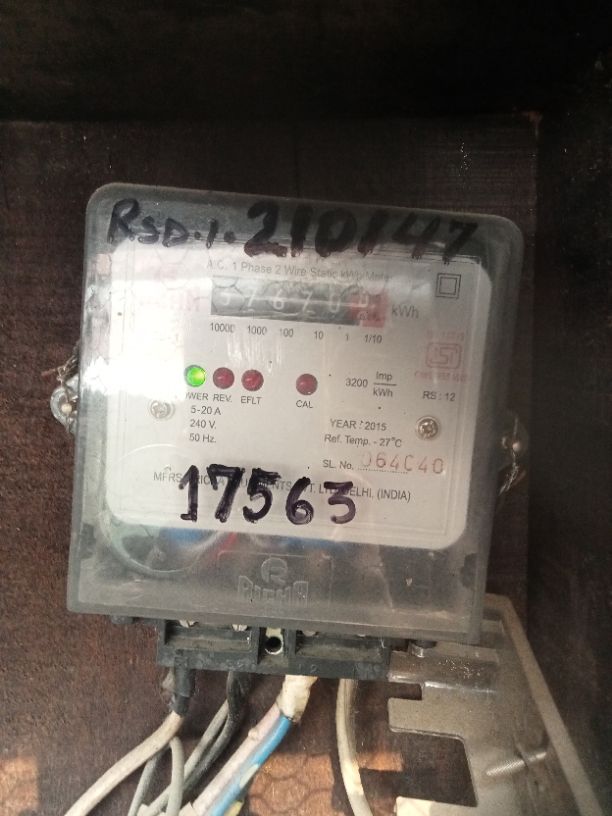 RSD.1.210147
A.C. 1 Phase 2 Wire Static kWh Meter
kWh
10000 1000 100 10 1 1/10
3200 Imp/kWh
REV. EFLT CAL
RS : 12
5-20 A
240 V.
50 Hz.
YEAR : 2015
Ref. Temp. - 27°C
SL. No. 064040
17563
DELHI, (INDIA)